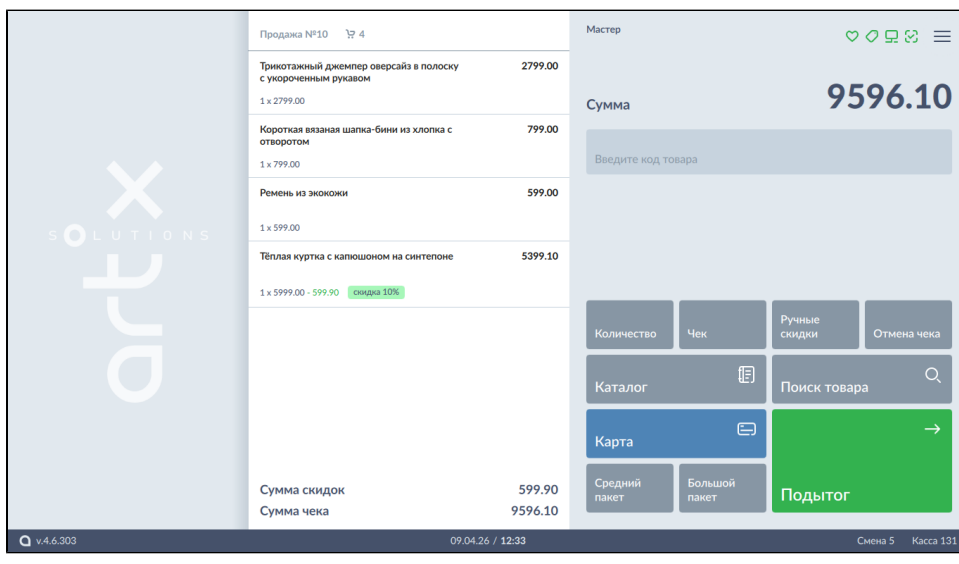 Продажа №10 4
Трикотажный джемпер оверсайз в полоску
с укороченным рукавом
2799.00
1 x 2799.00
Короткая вязаная шапка-бини из хлопка с
отворотом
799.00
1 x 799.00
Ремень из экокожи
599.00
1 x 599.00
Тёплая куртка с капюшоном на синтепоне
5399.10
1 x 5999.00 - 599.90 скидка 10%
Сумма скидок 599.90
Сумма чека 9596.10
Мастер
Сумма 9596.10
Введите код товара
Количество
Чек
Ручные
скидки
Отмена чека
Каталог
Поиск товара
Карта
Средний
пакет
Большой
пакет
Подытог
artix
SOLUTIONS
v.4.6.303
09.04.26 / 12:33
Смена 5 Касса 131